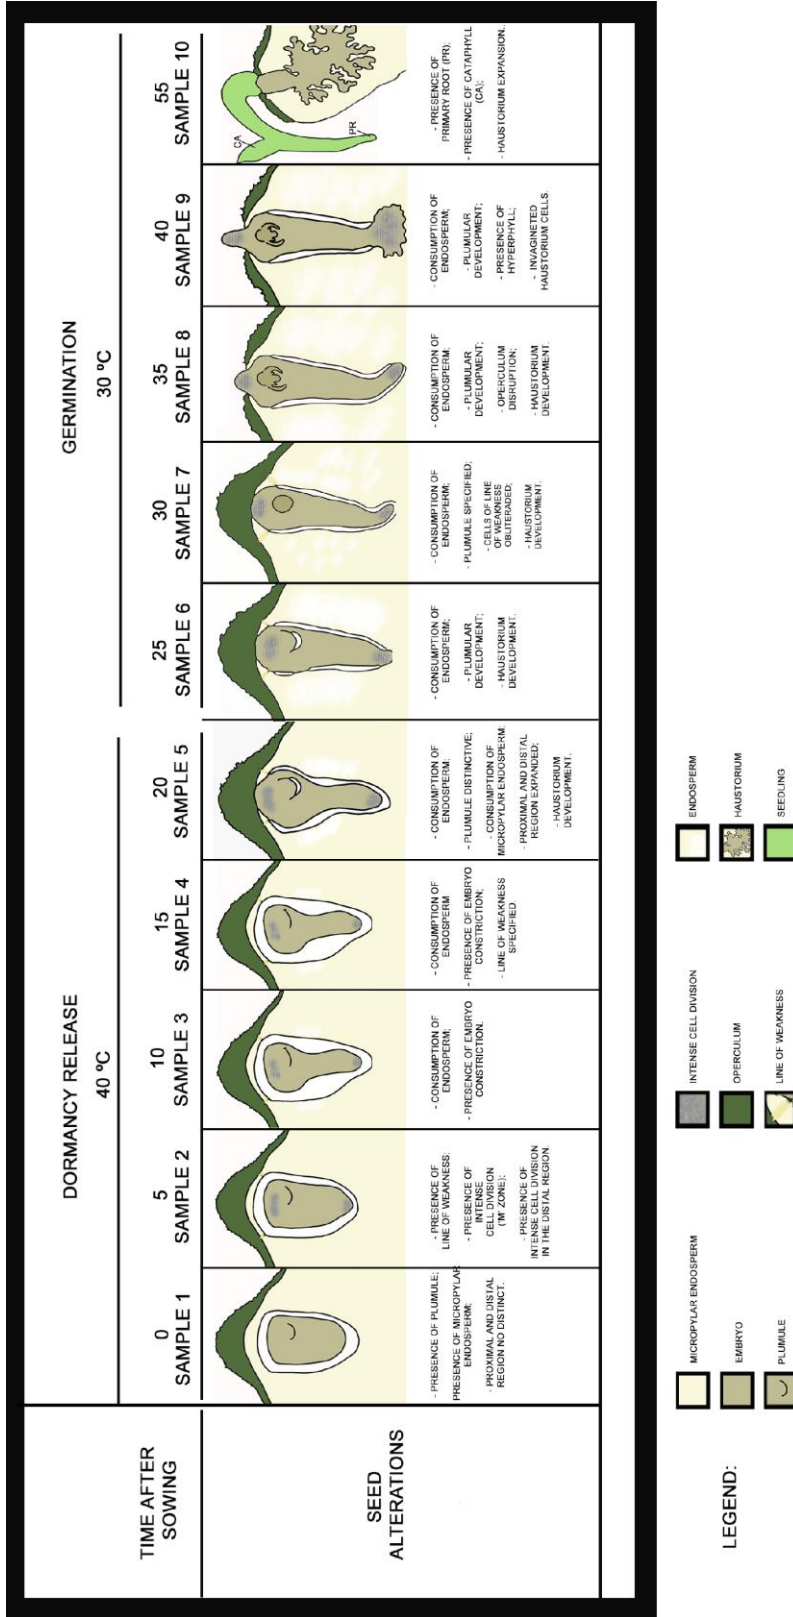 DORMANCY RELEASE
40 ºC
GERMINATION
30 ºC
TIME AFTER
SOWING
0
SAMPLE 1
5
SAMPLE 2
10
SAMPLE 3
15
SAMPLE 4
20
SAMPLE 5
25
SAMPLE 6
30
SAMPLE 7
35
SAMPLE 8
40
SAMPLE 9
55
SAMPLE 10
SEED
ALTERATIONS
CA
PR
- PRESENCE OF PLUMULE;
PRESENCE OF MICROPYLAR
ENDOSPERM;
- PROXIMAL AND DISTAL
REGION NO DISTINCT.
- PRESENCE OF
LINE OF WEAKNESS;
- PRESENCE OF
INTENSE
CELL DIVISION
('M' ZONE);
- PRESENCE OF
INTENSE CELL DIVISION
IN THE DISTAL REGION.
- CONSUMPTION OF
ENDOSPERM;
- PRESENCE OF EMBRYO
CONSTRICTION.
- CONSUMPTION OF
ENDOSPERM
- PRESENCE OF EMBRYO
CONSTRICTION;
- LINE OF WEAKNESS
SPECIFIED.
- CONSUMPTION OF
ENDOSPERM;
- PLUMULE DISTINCTIVE;
- CONSUMPTION OF
MICROPYLAR ENDOSPERM;
- PROXIMAL AND DISTAL
REGION EXPANDED;
- HAUSTORIUM
DEVELOPMENT.
- CONSUMPTION OF
ENDOSPERM;
- PLUMULAR
DEVELOPMENT;
- HAUSTORIUM
DEVELOPMENT.
- CONSUMPTION OF
ENDOSPERM;
- PLUMULE SPECIFIED;
- CELLS OF LINE
OF WEAKNESS
OBLITERADED;
- HAUSTORIUM
DEVELOPMENT.
- CONSUMPTION OF
ENDOSPERM;
- PLUMULAR
DEVELOPMENT;
- OPERCULUM
DISRUPTION;
- HAUSTORIUM
DEVELOPMENT.
- CONSUMPTION OF
ENDOSPERM;
- PLUMULAR
DEVELOPMENT;
- PRESENCE OF
HYPERPHYLL;
- INVAGINETED
HAUSTORIUM CELLS.
- PRESENCE OF
PRIMARY ROOT (PR);
- PRESENCE OF CATAPHYLL
(CA);
- HAUSTORIUM EXPANSION.
LEGEND:
MICROPYLAR ENDOSPERM
EMBRYO
PLUMULE
INTENSE CELL DIVISION
OPERCULUM
LINE OF WEAKNESS
ENDOSPERM
HAUSTORIUM
SEEDLING